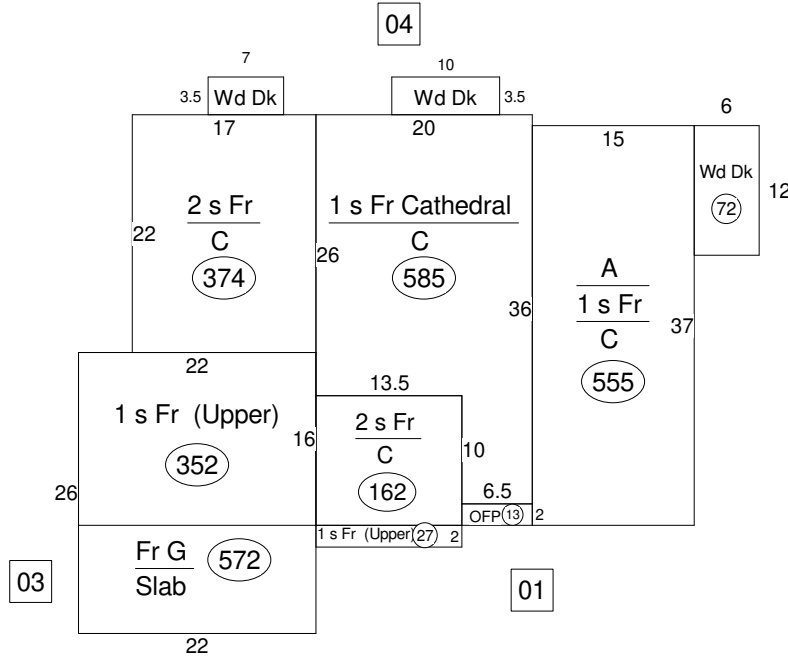 04
7
10
3.5 Wd Dk
Wd Dk 3.5
6
17
20
15
Wd Dk
72
12
2 s Fr
C
374
22
1 s Fr Cathedral
C
585
26
36
A
1 s Fr
C
555
37
22
1 s Fr (Upper)
352
16
26
13.5
2 s Fr
C
162
10
6.5
OFP 13 2
1 s Fr (Upper) 27 2
Fr G
Slab
572
22
03
01